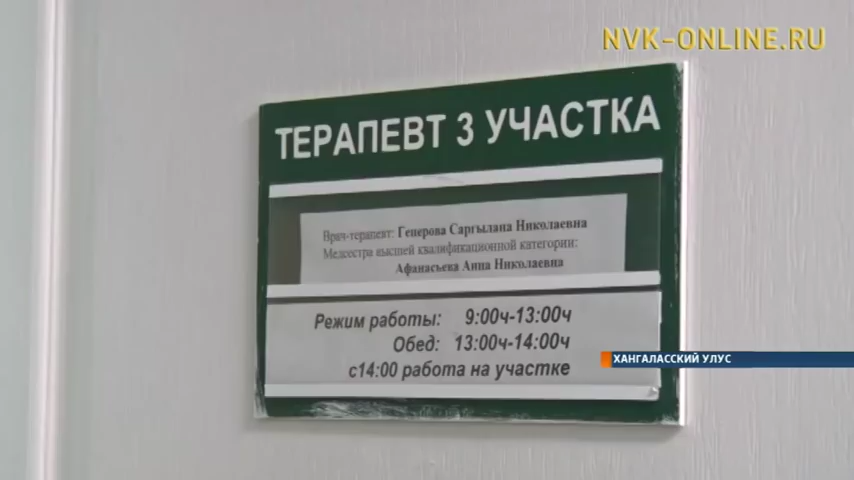 NVK-ONLINE.RU
ТЕРАПЕВТ 3 УЧАСТКА
Врач-терапевт: Геперова Саргылана Николаевна
Медсестра высшей квалификационной категории:
Афанасьева Анна Николаевна
Режим работы: 9:00ч-13:00ч
Обед: 13:00ч-14:00ч
с14:00 работа на участке
ХАНГАЛАССКИЙ УЛУС